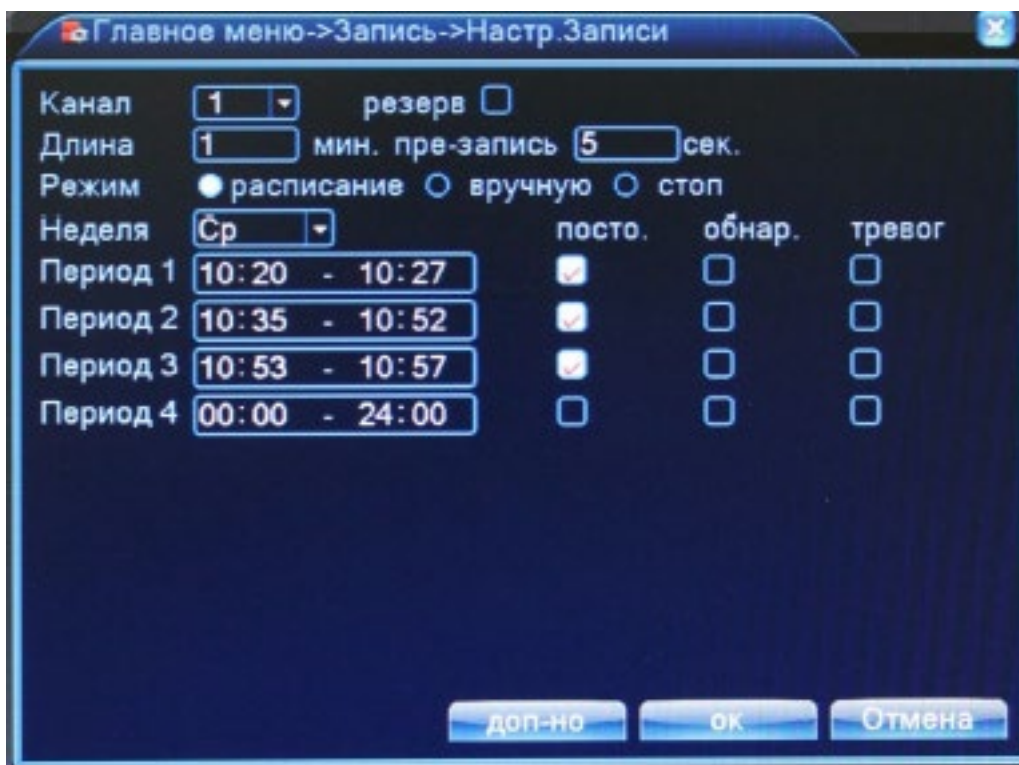 Главное меню->Запись->Настр.Записи
Канал 1 резерв
Длина 1 мин. пре-запись 5 сек.
Режим расписание вручную стоп
Неделя Ср посто. обнар. тревог
Период 1 10:20 - 10:27
Период 2 10:35 - 10:52
Период 3 10:53 - 10:57
Период 4 00:00 - 24:00
доп-но ок Отмена